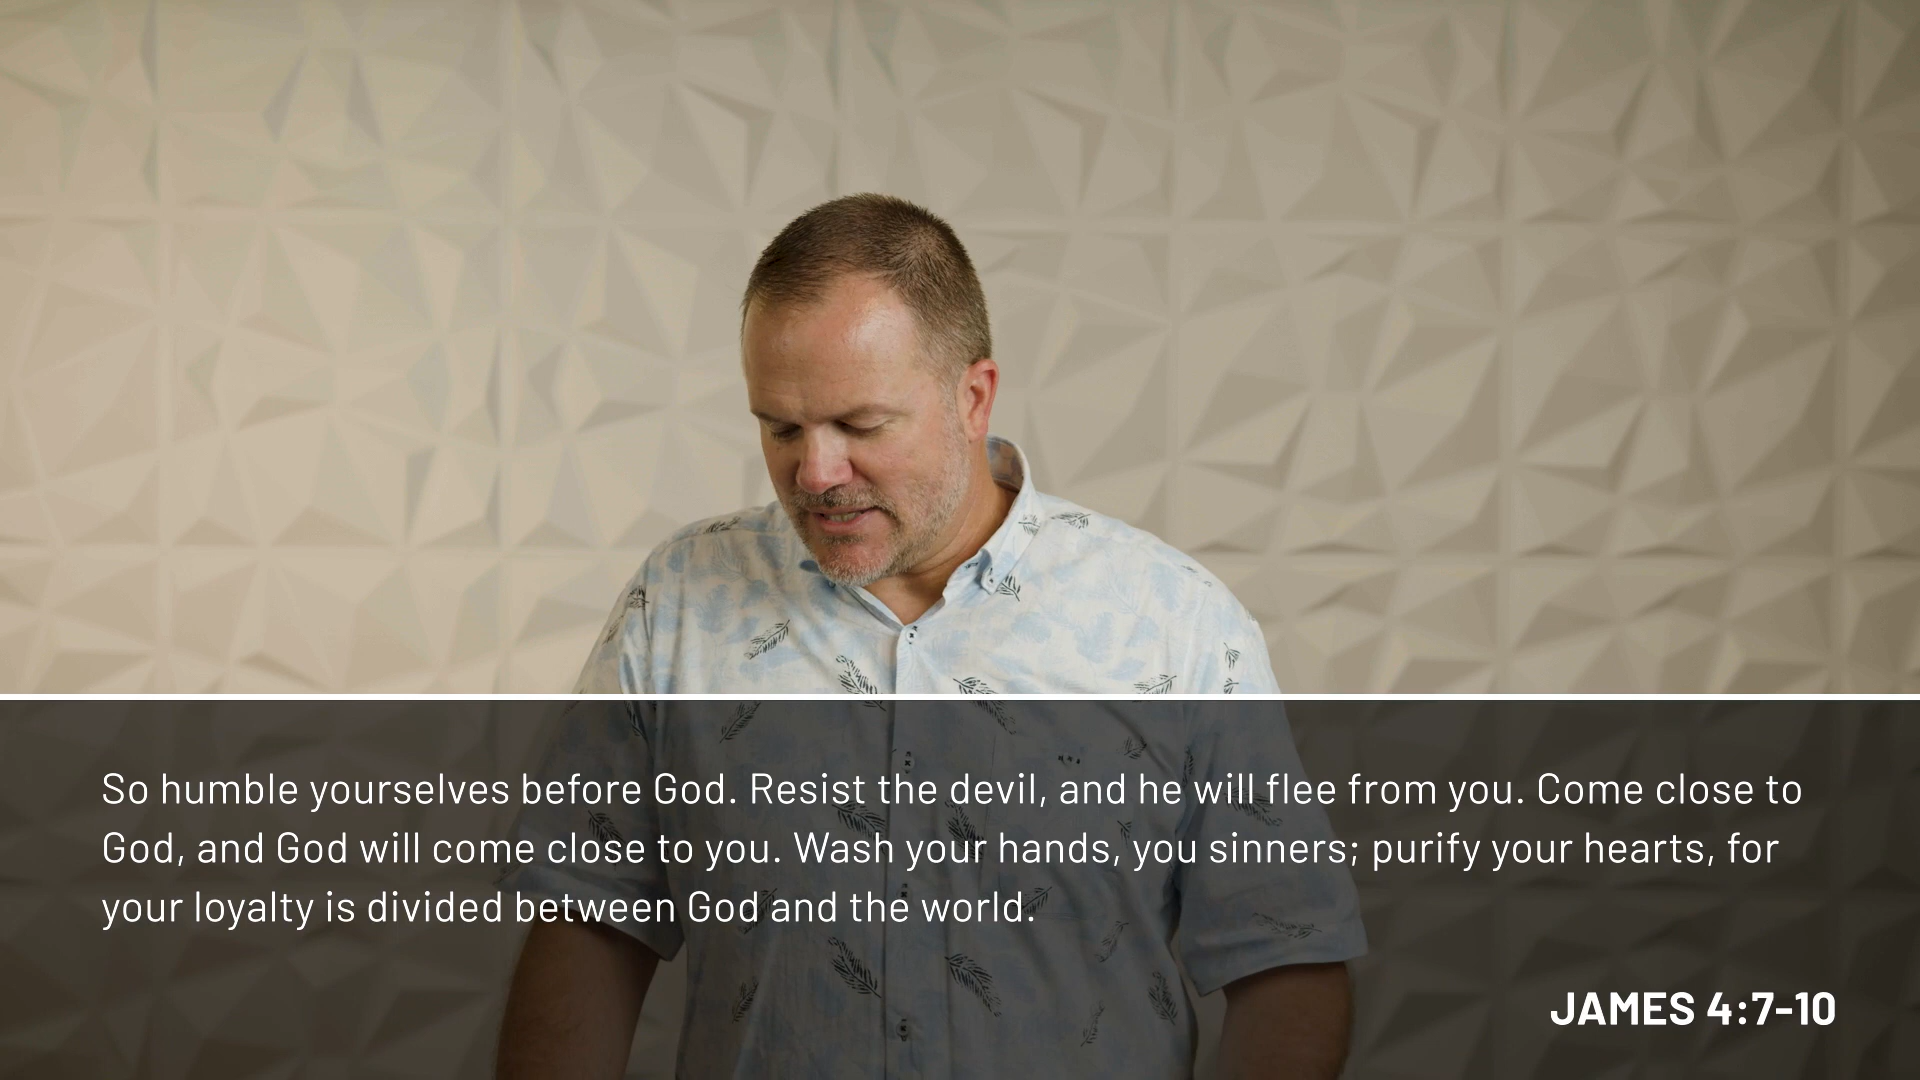 So humble yourselves before God. Resist the devil, and he will flee from you. Come close to
God, and God will come close to you. Wash your hands, you sinners; purify your hearts, for
your loyalty is divided between God and the world.
JAMES 4:7-10